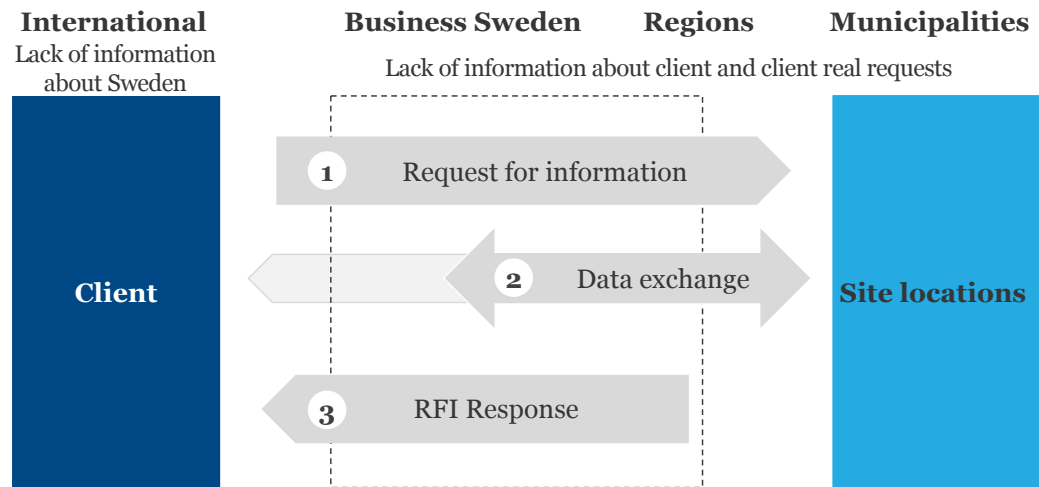 International
Business Sweden
Regions
Municipalities
Lack of information
about Sweden
Lack of information about client and client real requests
1
Request for information
2
Data exchange
Client
Site locations
3
RFI Response